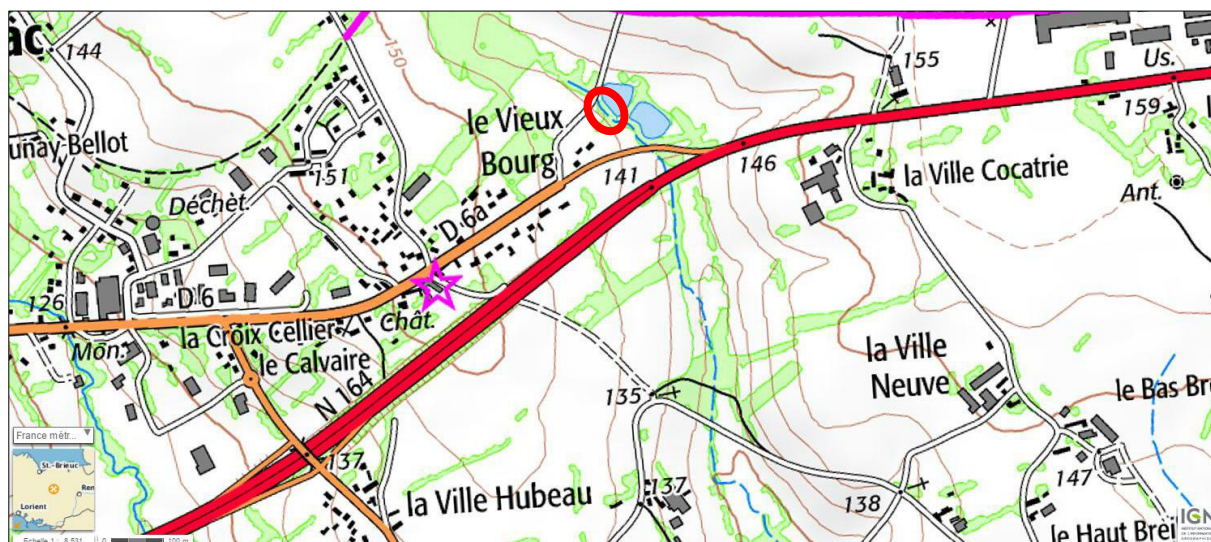 ac
144
150
155
Us.
159
le Vieux
Bourg
unay-Bellot
151
141
146
la Ville Cocatrie
Ant.
Déchèt.
D 6a
126
D 6
la Croix Cellier
Chât.
Mon.
le Calvaire
N 164
la Ville
Neuve
135
le Bas Bre
137
147
la Ville Hubeau
137
138
le Haut Brei
France métr...
St.-Brieuc
Ren
Lorient
Echelle 1 : 8 531
0 100 m
IGN